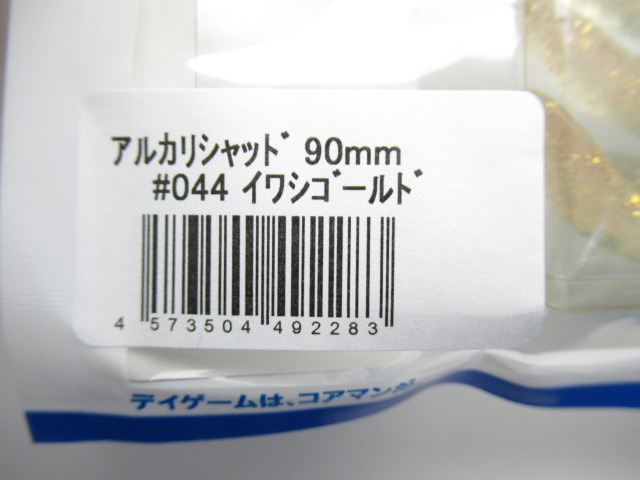 アルカリシャッド 90mm
#044 イワシゴールド
4 573504 492283
デイゲームは、コアマンが